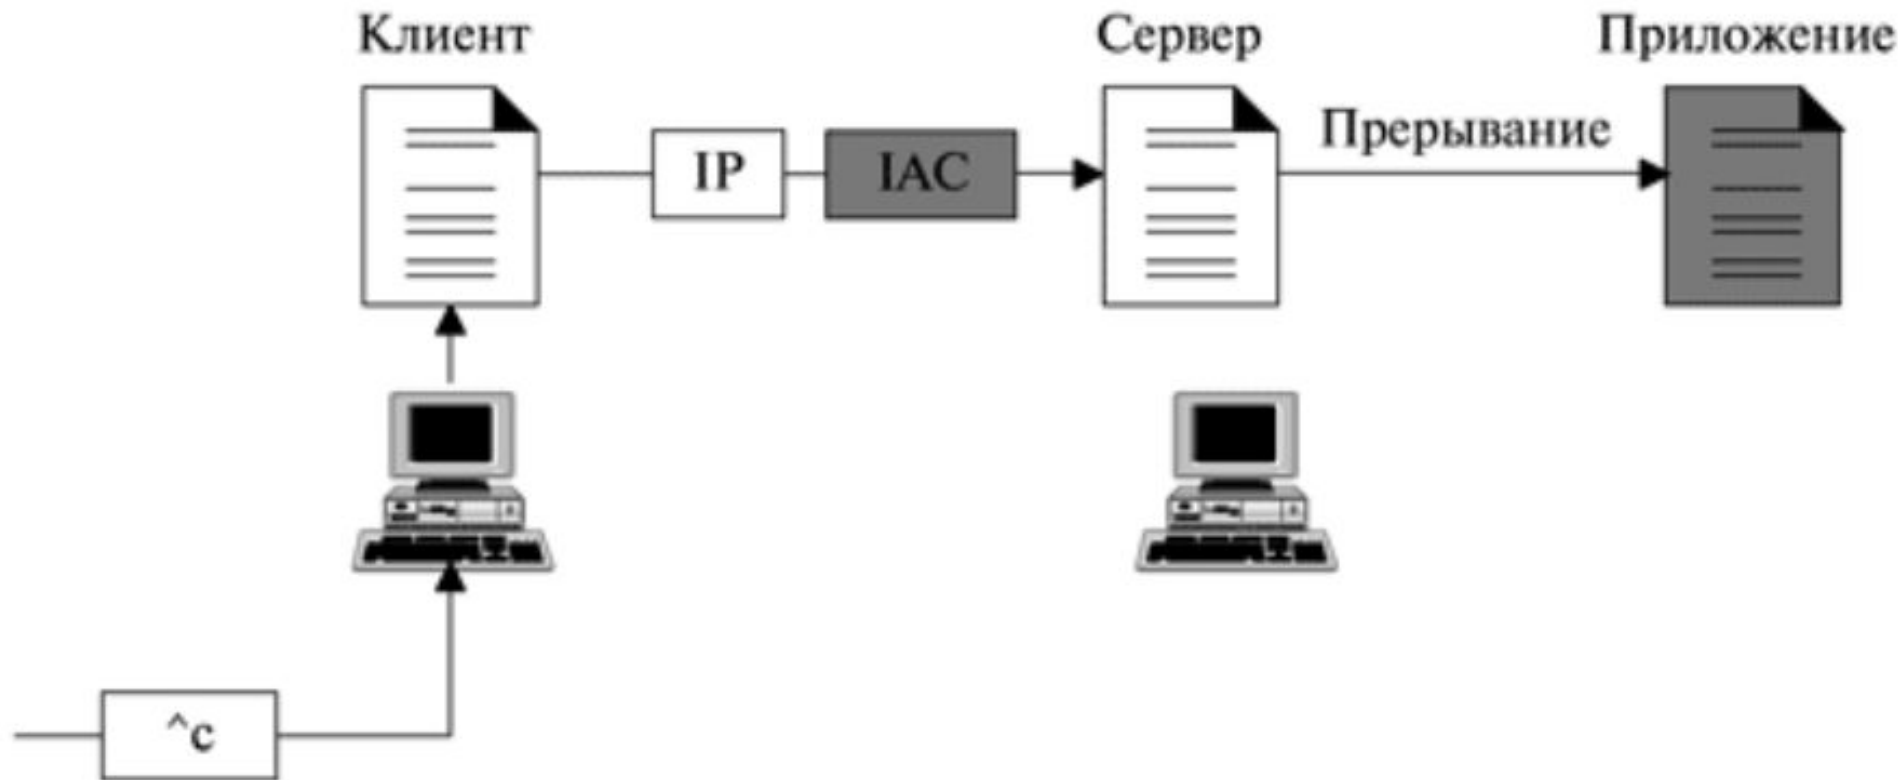 Клиент
Сервер
Приложение
IP
IAC
Прерывание
^c